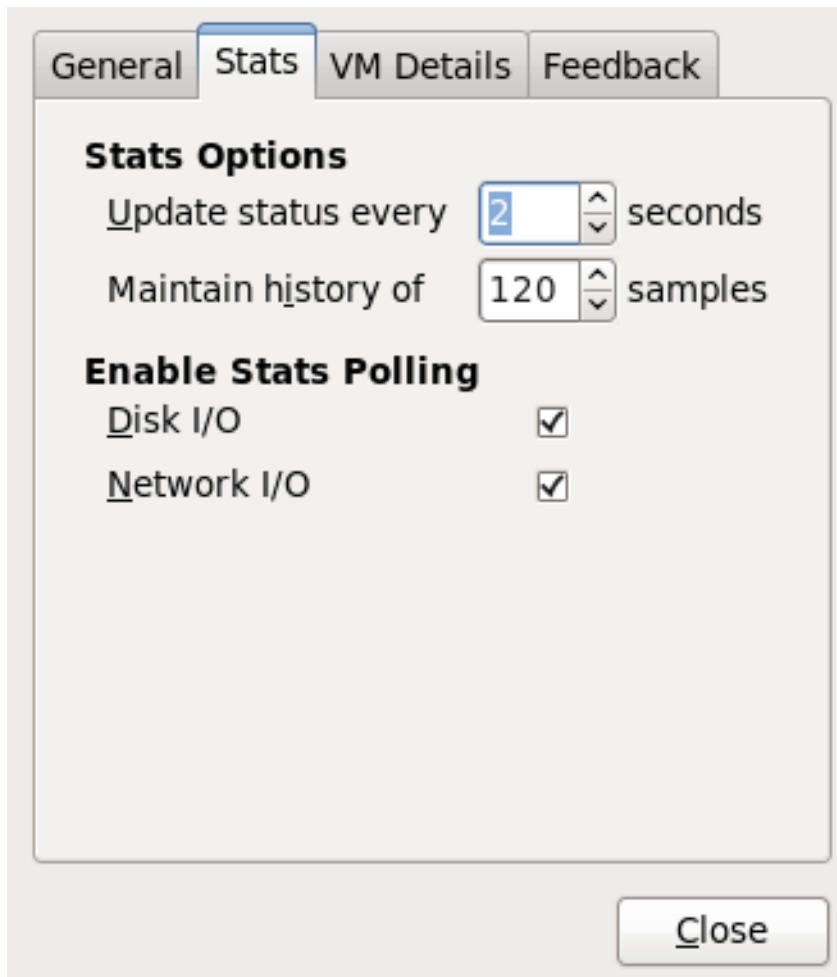 General Stats VM Details Feedback
Stats Options
Update status every 2 seconds
Maintain history of 120 samples
Enable Stats Polling
Disk I/O
Network I/O
Close